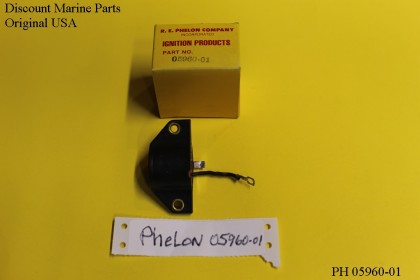 Discount Marine Parts
Original USA
R. E. PHELON COMPANY
INCORPORATED
IGNITION PRODUCTS
PART NO.
05960-01
PheLON 05960-01
PH 05960-01